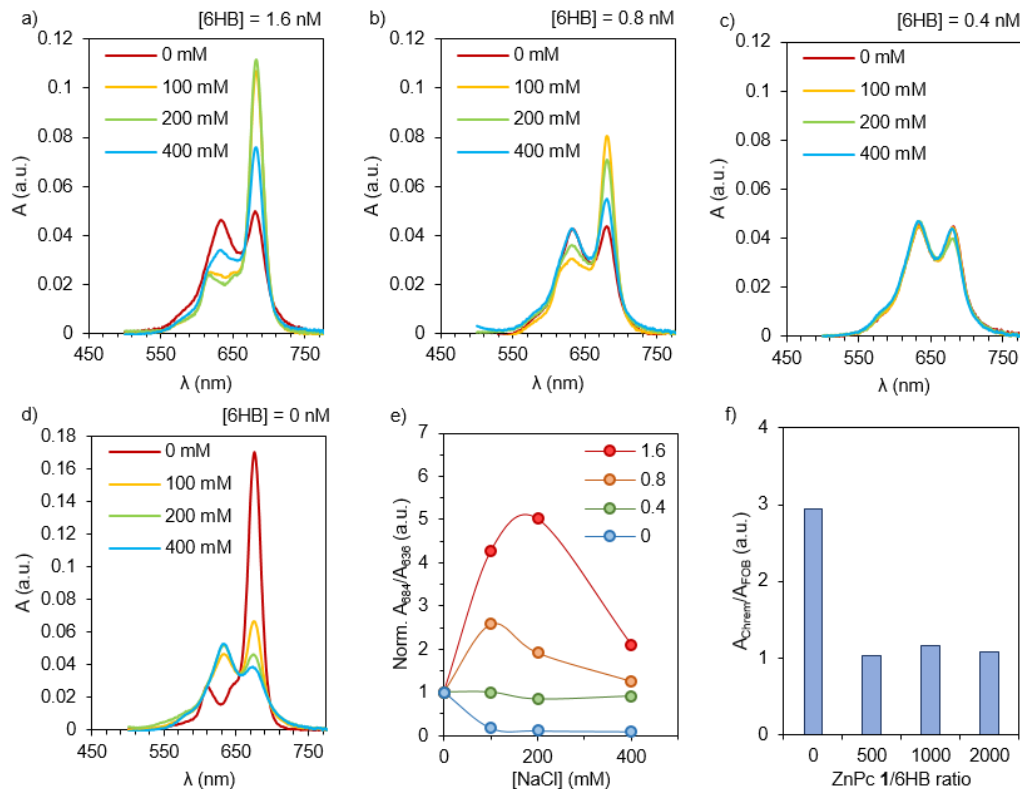 a) [6HB] = 1.6 nM
0.12
0.1
0.08
0.06
0.04
0.02
0
A (a.u.)
0 mM
100 mM
200 mM
400 mM
450 550 650 750
λ (nm)
b) [6HB] = 0.8 nM
0.12
0.1
0.08
0.06
0.04
0.02
0
A (a.u.)
0 mM
100 mM
200 mM
400 mM
450 550 650 750
λ (nm)
c) [6HB] = 0.4 nM
0.12
0.1
0.08
0.06
0.04
0.02
0
A (a.u.)
0 mM
100 mM
200 mM
400 mM
450 550 650 750
λ (nm)
d) [6HB] = 0 nM
0.18
0.16
0.14
0.12
0.1
0.08
0.06
0.04
0.02
0
A (a.u.)
0 mM
100 mM
200 mM
400 mM
450 550 650 750
λ (nm)
e)
7
6
5
4
3
2
1
0
Norm. A684/A636 (a.u.)
1.6
0.8
0.4
0
0 200 400
[NaCl] (mM)
f)
4
3
2
1
0
AChrem/AFOB (a.u.)
0 500 1000 2000
ZnPc 1/6HB ratio